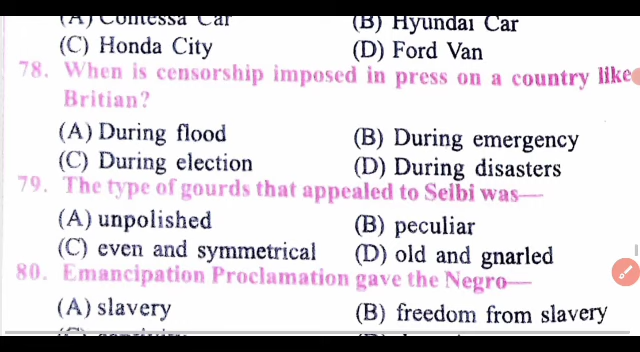 (A) Contessa Car (B) Hyundai Car
(C) Honda City (D) Ford Van
78. When is censorship imposed in press on a country like
Britian?
(A) During flood (B) During emergency
(C) During election (D) During disasters
79. The type of gourds that appealed to Seibi was—
(A) unpolished (B) peculiar
(C) even and symmetrical (D) old and gnarled
80. Emancipation Proclamation gave the Negro—
(A) slavery (B) freedom from slavery